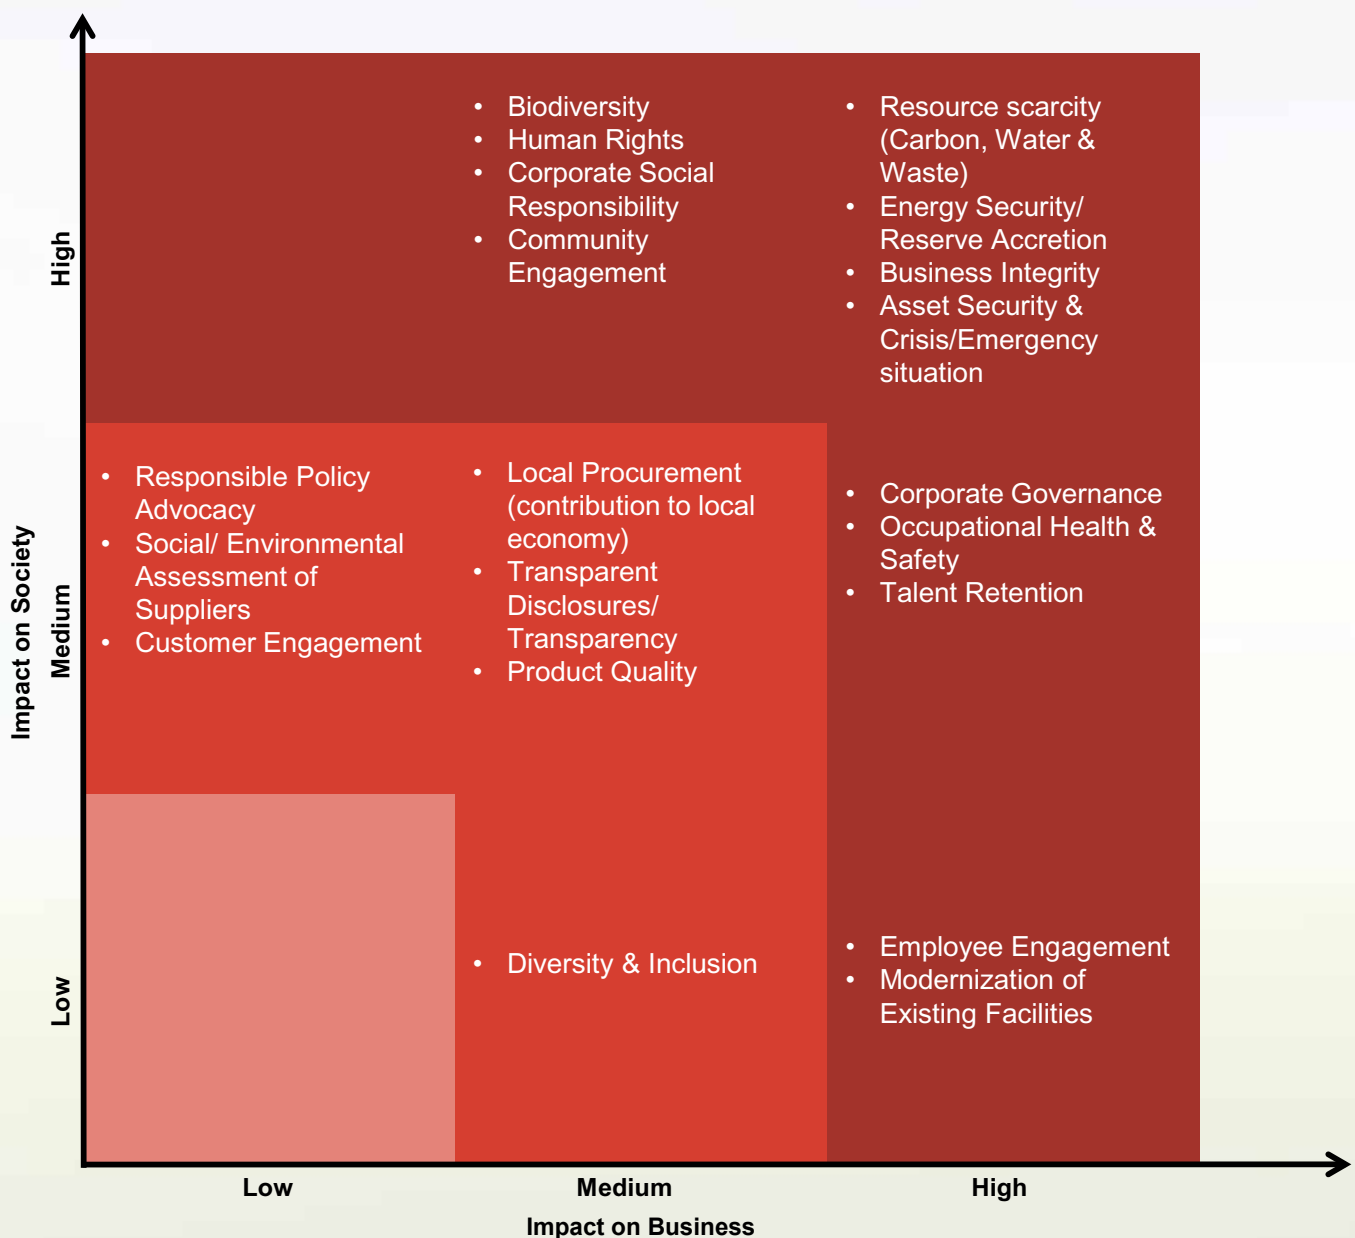 • Biodiversity
• Human Rights
• Corporate Social
Responsibility
• Community
Engagement
• Resource scarcity
(Carbon, Water &
Waste)
• Energy Security/
Reserve Accretion
• Business Integrity
• Asset Security &
Crisis/Emergency
situation
• Responsible Policy
Advocacy
• Social/ Environmental
Assessment of
Suppliers
• Customer Engagement
• Local Procurement
(contribution to local
economy)
• Transparent
Disclosures/
Transparency
• Product Quality
• Corporate Governance
• Occupational Health &
Safety
• Talent Retention
• Diversity & Inclusion
• Employee Engagement
• Modernization of
Existing Facilities
Impact on Society
High
Medium
Low
Low
Medium
High
Impact on Business